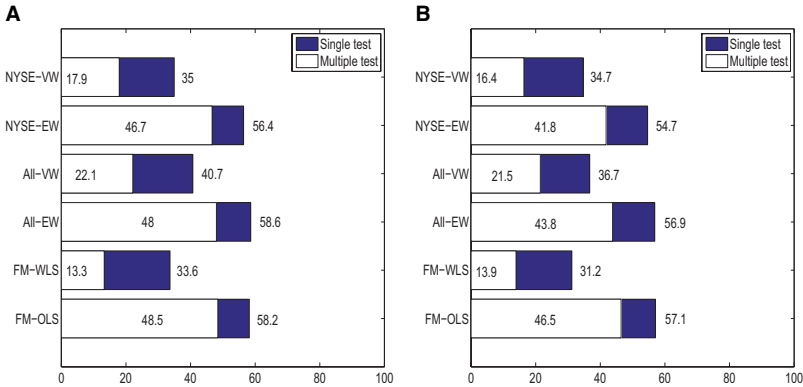 A
Single test
Multiple test
NYSE−VW 17.9 35
NYSE−EW 46.7 56.4
All−VW 22.1 40.7
All−EW 48 58.6
FM−WLS 13.3 33.6
FM−OLS 48.5 58.2
0 20 40 60 80 100
B
Single test
Multiple test
NYSE−VW 16.4 34.7
NYSE−EW 41.8 54.7
All−VW 21.5 36.7
All−EW 43.8 56.9
FM−WLS 13.9 31.2
FM−OLS 46.5 57.1
0 20 40 60 80 100